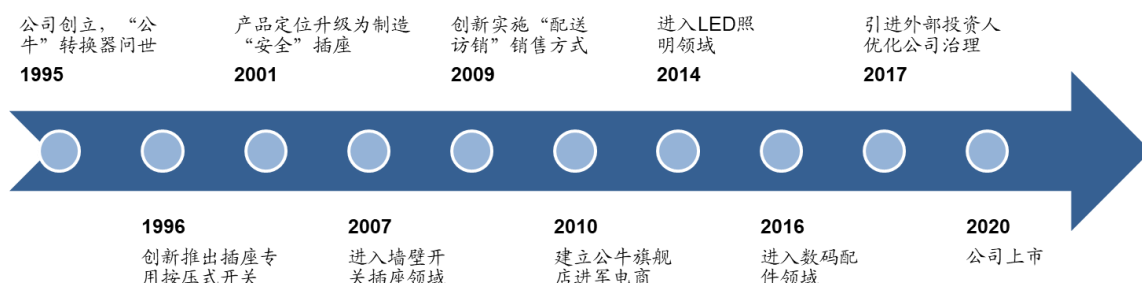 公司创立，“公
牛”转换器问世
1995
产品定位升级为制造
“安全”插座
2001
创新实施“配送
访销”销售方式
2009
进入LED照
明领域
2014
引进外部投资人
优化公司治理
2017
1996
创新推出插座专
用按压式开关
2007
进入墙壁开
关插座领域
2010
建立公牛旗舰
店进军电商
2016
进入数码配
件领域
2020
公司上市